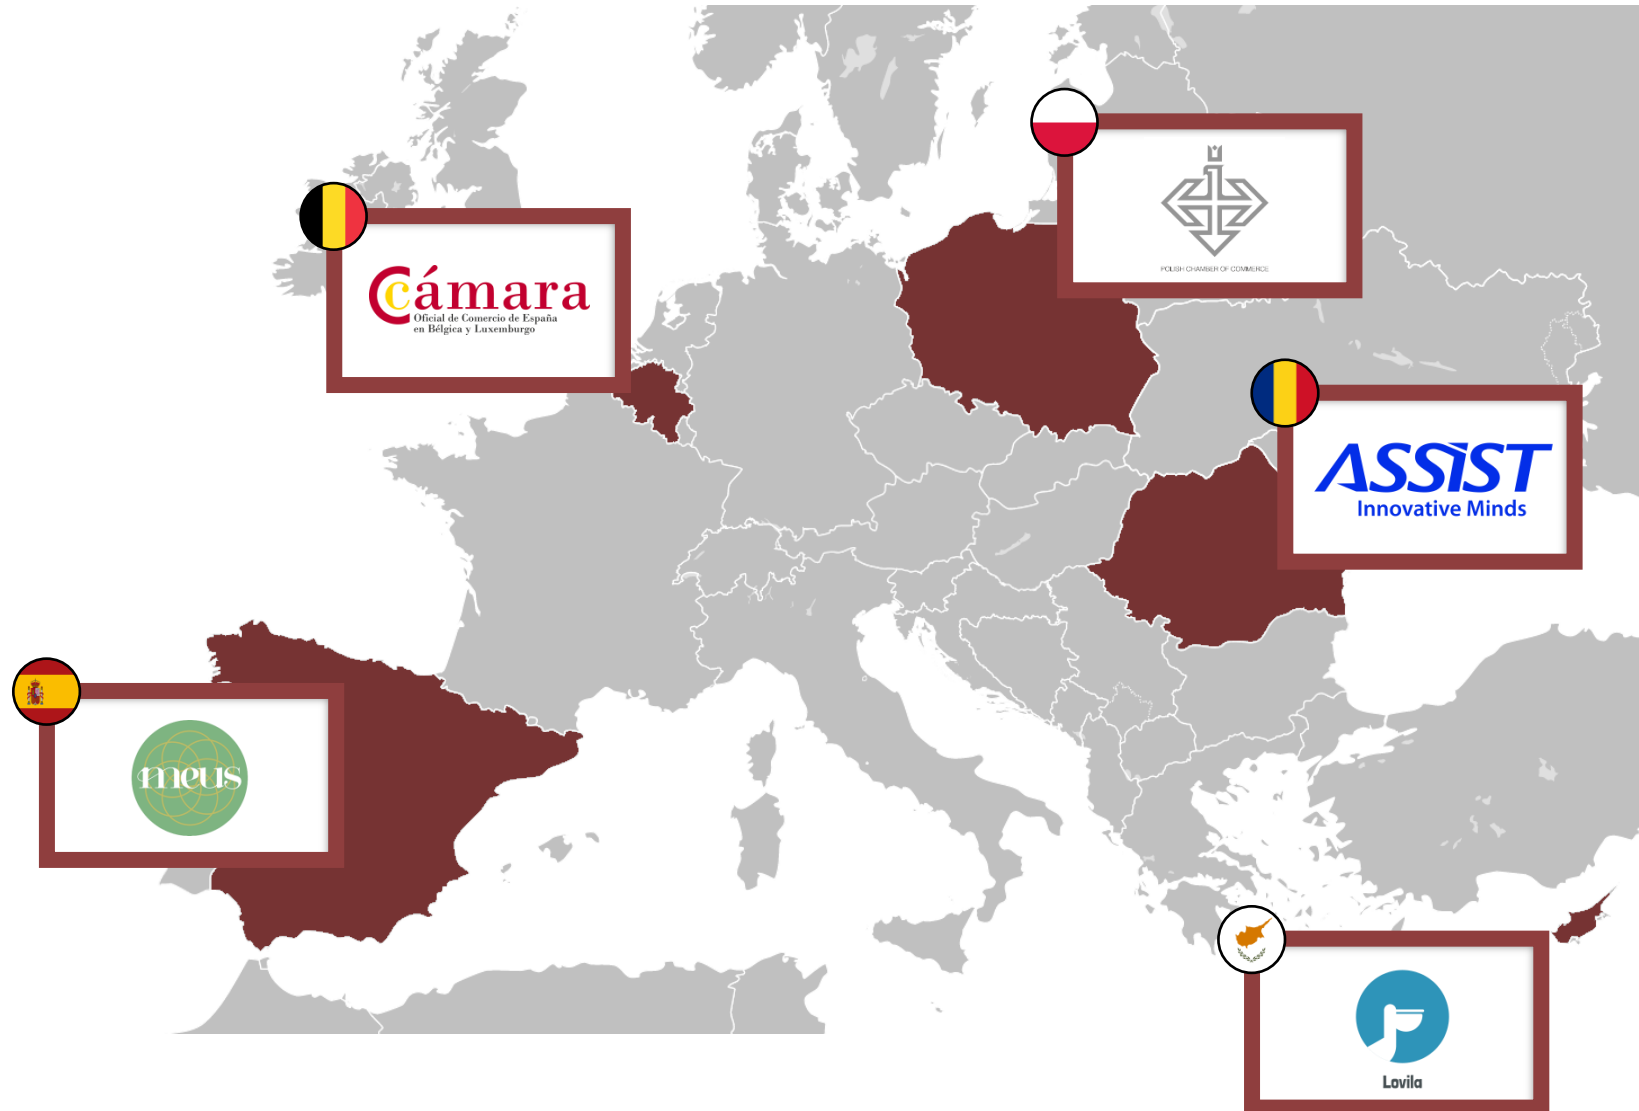 POLISH CHAMBER OF COMMERCE
Cámara
Oficial de Comercio de España
en Bélgica y Luxemburgo
ASSIST
Innovative Minds
meus
Lovila